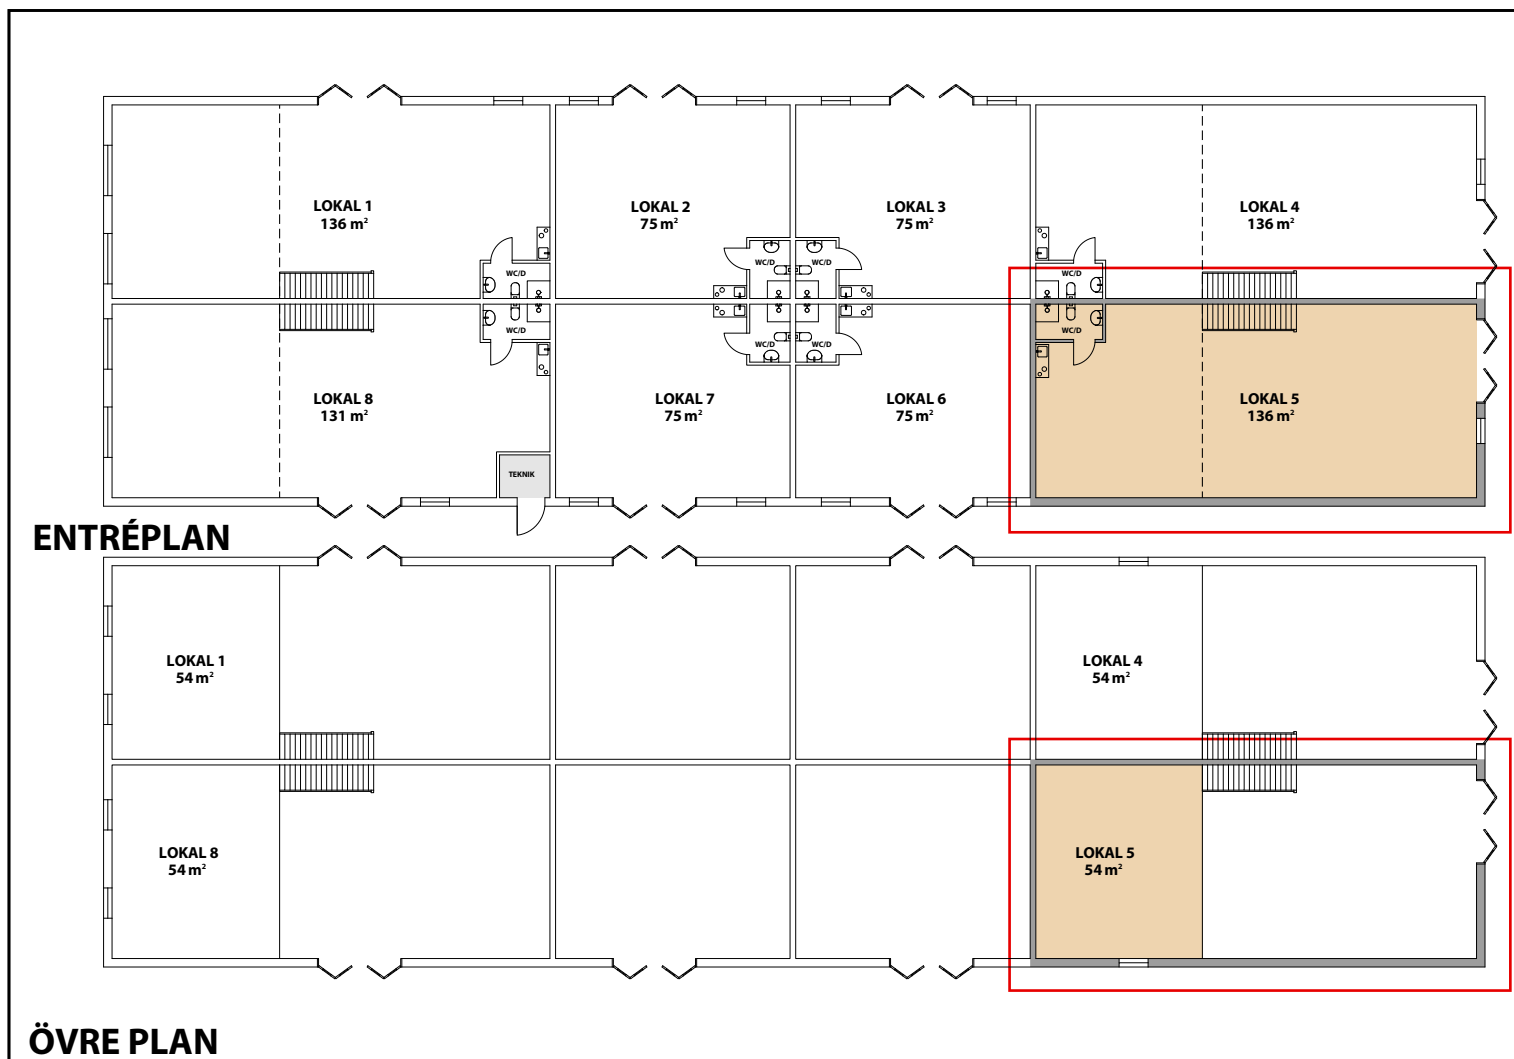 LOKAL 1
136 m²
LOKAL 2
75 m²
LOKAL 3
75 m²
LOKAL 4
136 m²
WC/D
WC/D
WC/D
WC/D
WC/D
WC/D
WC/D
WC/D
LOKAL 8
131 m²
LOKAL 7
75 m²
LOKAL 6
75 m²
LOKAL 5
136 m²
TEKNIK
ENTRÉPLAN
LOKAL 1
54 m²
LOKAL 4
54 m²
LOKAL 8
54 m²
LOKAL 5
54 m²
ÖVRE PLAN